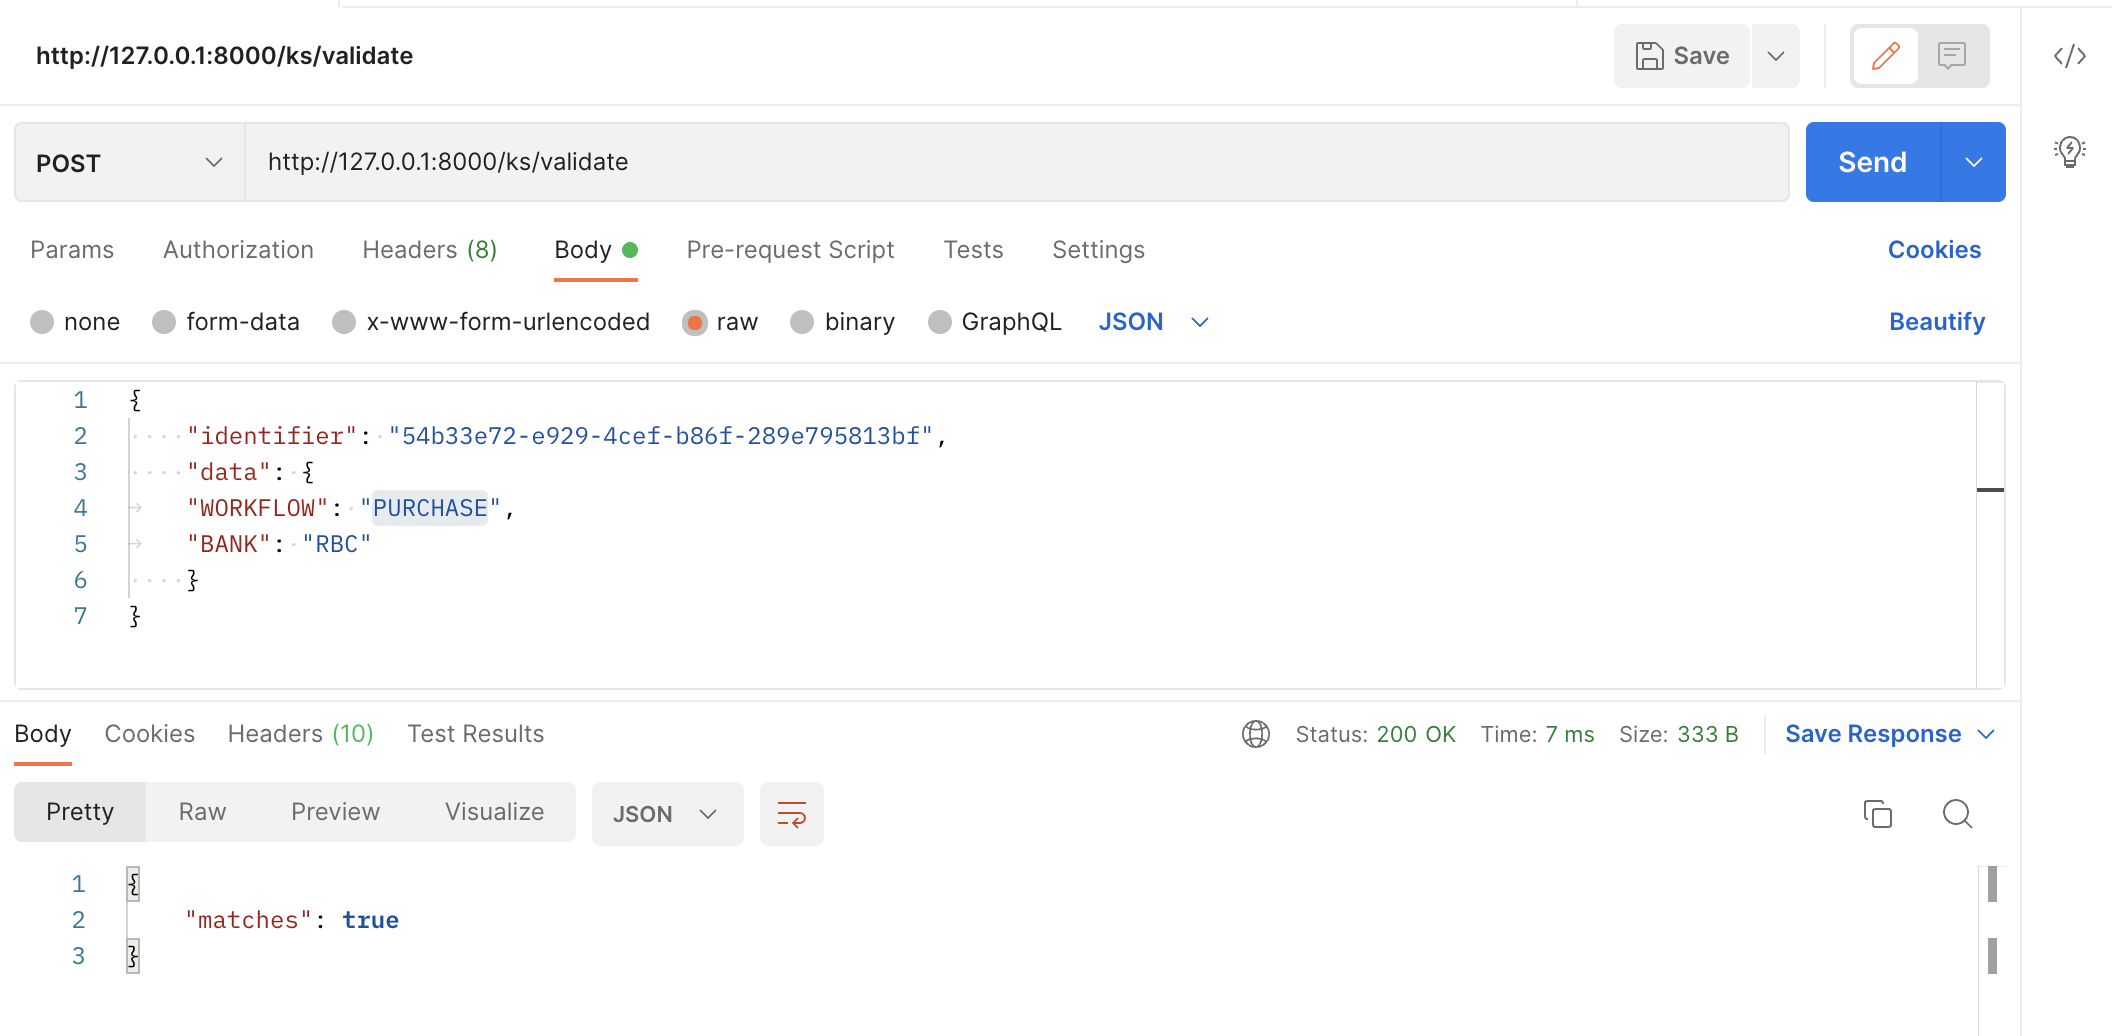 http://127.0.0.1:8000/ks/validate
Save
POST
http://127.0.0.1:8000/ks/validate
Send
Params Authorization Headers (8) Body Pre-request Script Tests Settings Cookies
none form-data x-www-form-urlencoded raw binary GraphQL JSON Beautify
1 {
2 "identifier": "54b33e72-e929-4cef-b86f-289e795813bf",
3 "data": {
4 "WORKFLOW": "PURCHASE",
5 "BANK": "RBC"
6 }
7 }
Body Cookies Headers (10) Test Results Status: 200 OK Time: 7 ms Size: 333 B Save Response
Pretty Raw Preview Visualize JSON
1 {
2 "matches": true
3 }